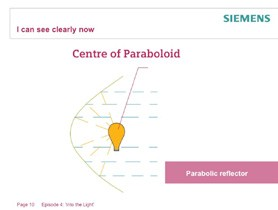 SIEMENS
I can see clearly now
Centre of Paraboloid
Parabolic reflector
Page 10 Episode 4: 'Into the Light'